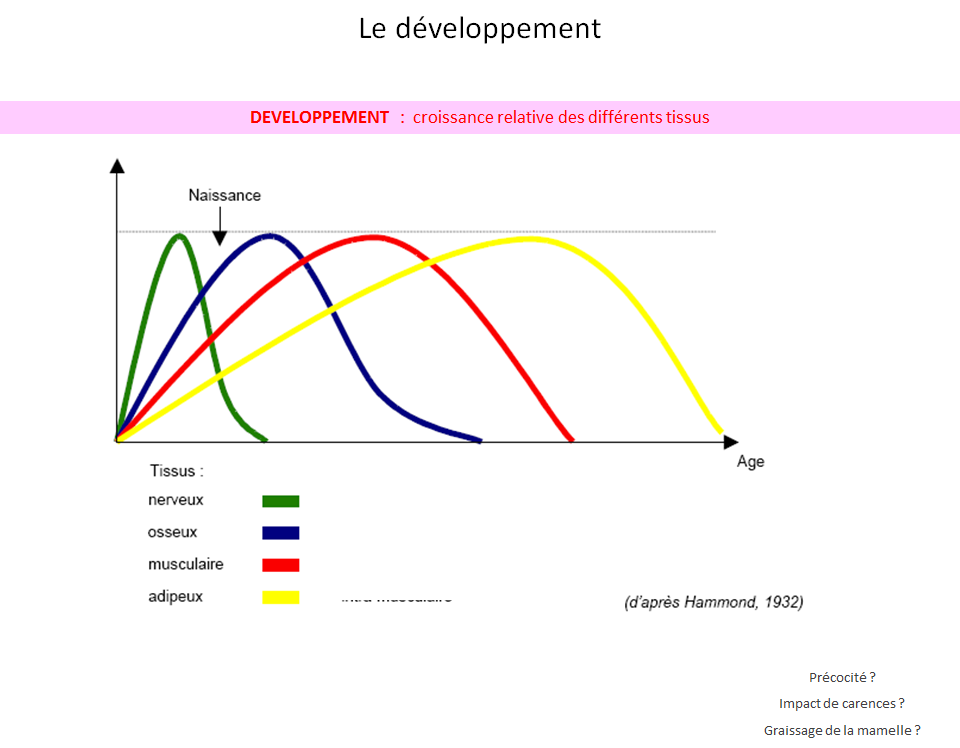 Le développement
DEVELOPPEMENT : croissance relative des différents tissus
Naissance
Age
Tissus :
nerveux
osseux
musculaire
adipeux
(d'après Hammond, 1932)
Précocité ?
Impact de carences ?
Graissage de la mamelle ?